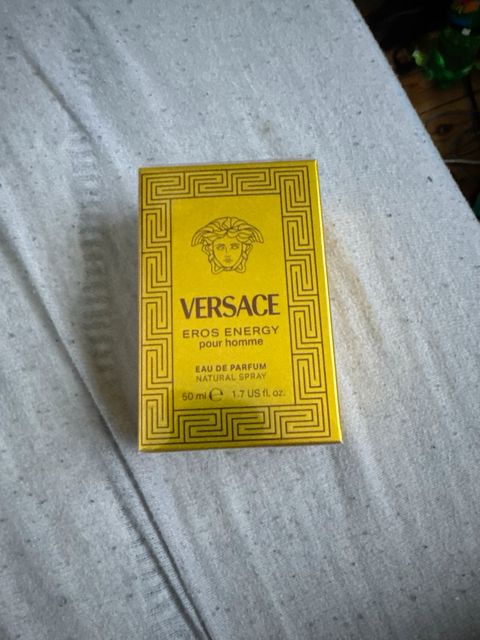 VERSACE
EROS ENERGY
pour homme
EAU DE PARFUM
NATURAL SPRAY
50 ml ℮ 1.7 US fl. oz.